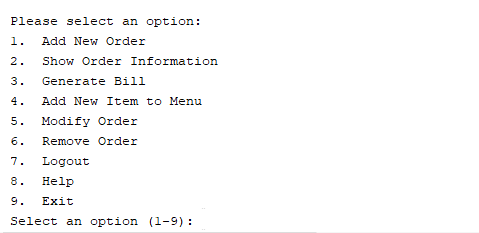 Please select an option:
1. Add New Order
2. Show Order Information
3. Generate Bill
4. Add New Item to Menu
5. Modify Order
6. Remove Order
7. Logout
8. Help
9. Exit
Select an option (1-9):